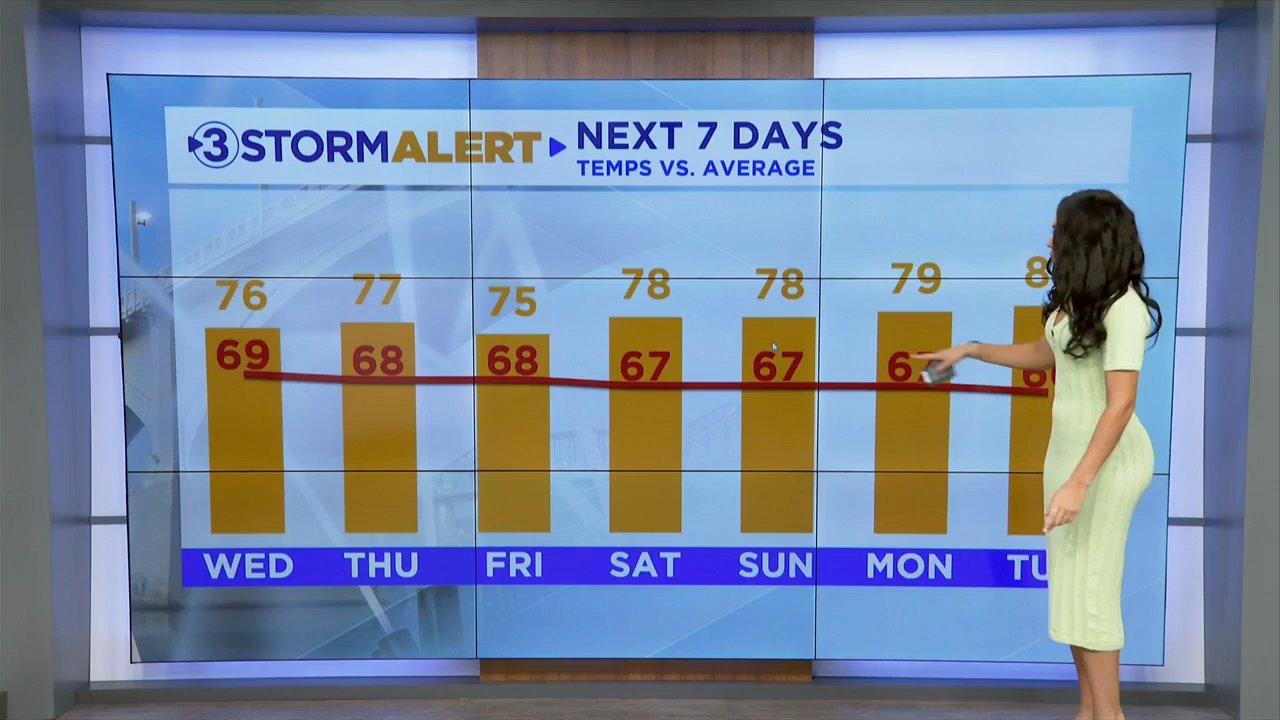 3 STORMALERT NEXT 7 DAYS
TEMPS VS. AVERAGE
76 77 75 78 78 79
69 68 68 67 67
WED THU FRI SAT SUN MON